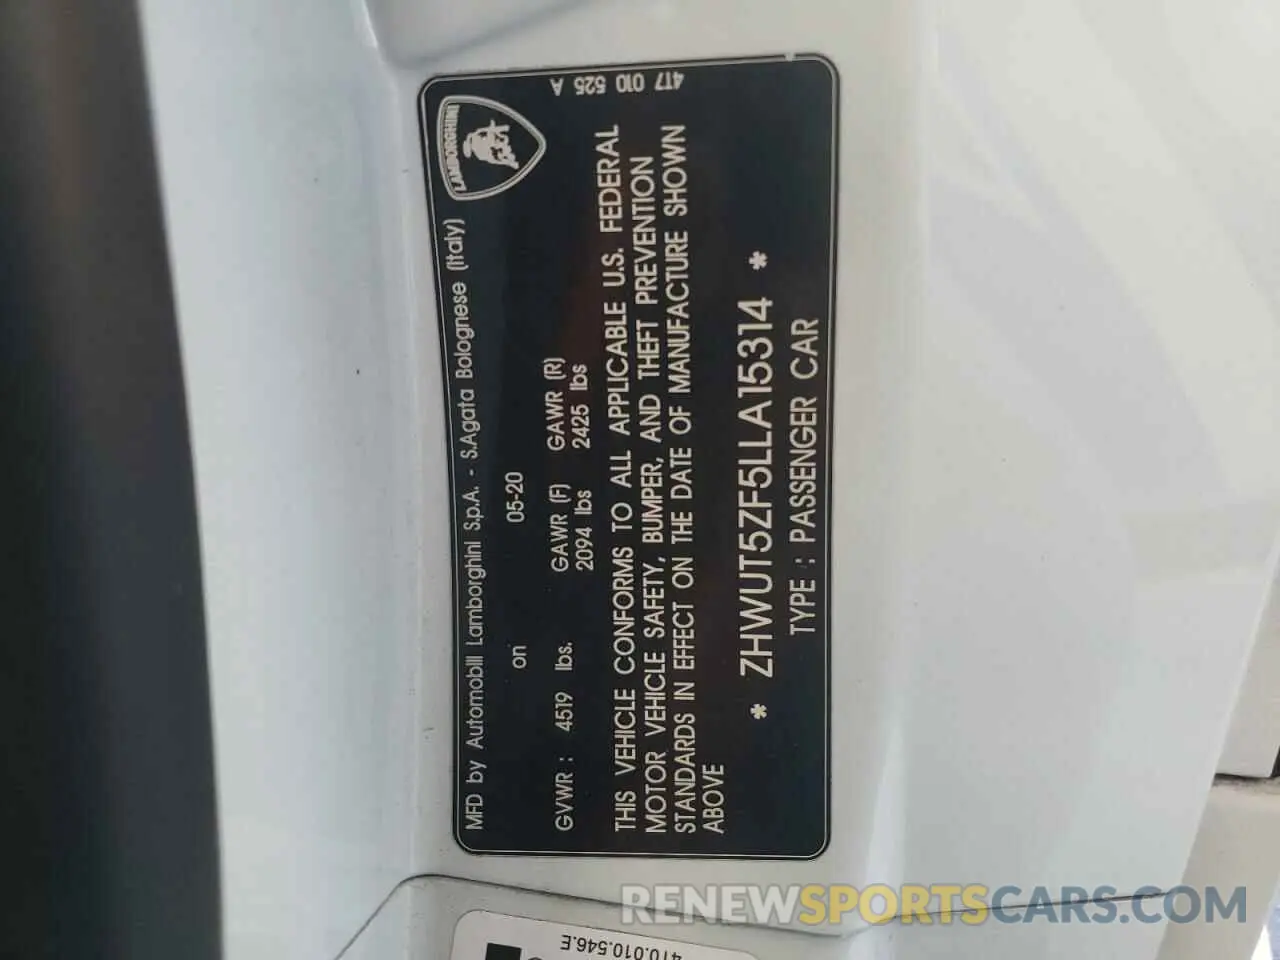 4T7 010 525 A
LAMBORGHINI
MFD by Automobili Lamborghini S.p.A. - S.Agata Bolognese (Italy)
on 05-20
GVWR : 4519 lbs. GAWR (F) GAWR (R)
2094 lbs 2425 lbs
THIS VEHICLE CONFORMS TO ALL APPLICABLE U.S. FEDERAL
MOTOR VEHICLE SAFETY, BUMPER, AND THEFT PREVENTION
STANDARDS IN EFFECT ON THE DATE OF MANUFACTURE SHOWN
ABOVE
* ZHWUT5ZF5LLA15314 *
TYPE : PASSENGER CAR
410.010.546.E
RENEWSPORTSCARS.COM